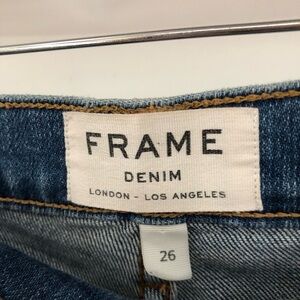 FRAME
DENIM
LONDON - LOS ANGELES
26